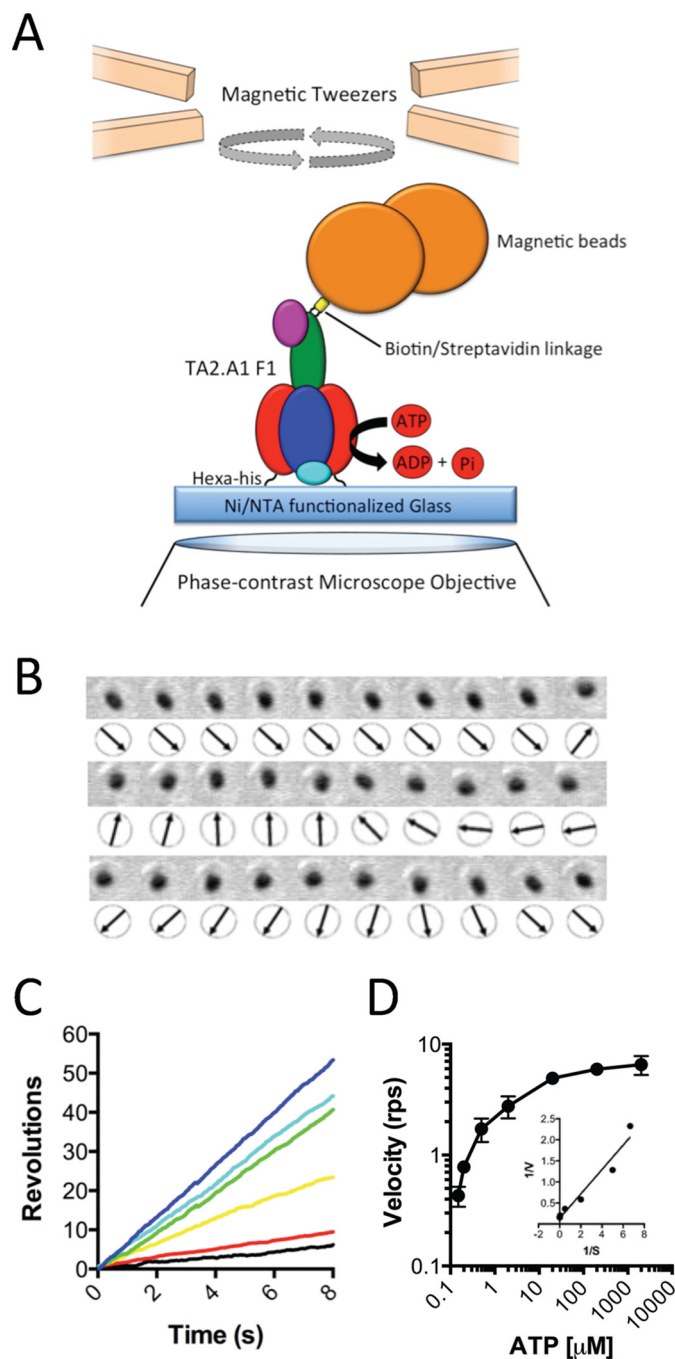 A
Magnetic Tweezers
Magnetic beads
Biotin/Streptavidin linkage
TA2.A1 F1
ATP
ADP + Pi
Hexa-his
Ni/NTA functionalized Glass
Phase-contrast Microscope Objective
B
C
60
50
40
30
20
10
0
Revolutions
0 2 4 6 8
Time (s)
D
10
1
0.1
Velocity (rps)
2.5
2.0
1.5
1.0
0.5
1/V
0 2 4 6 8
1/S
0.1 1 10 100 1000 10000
ATP [μM]